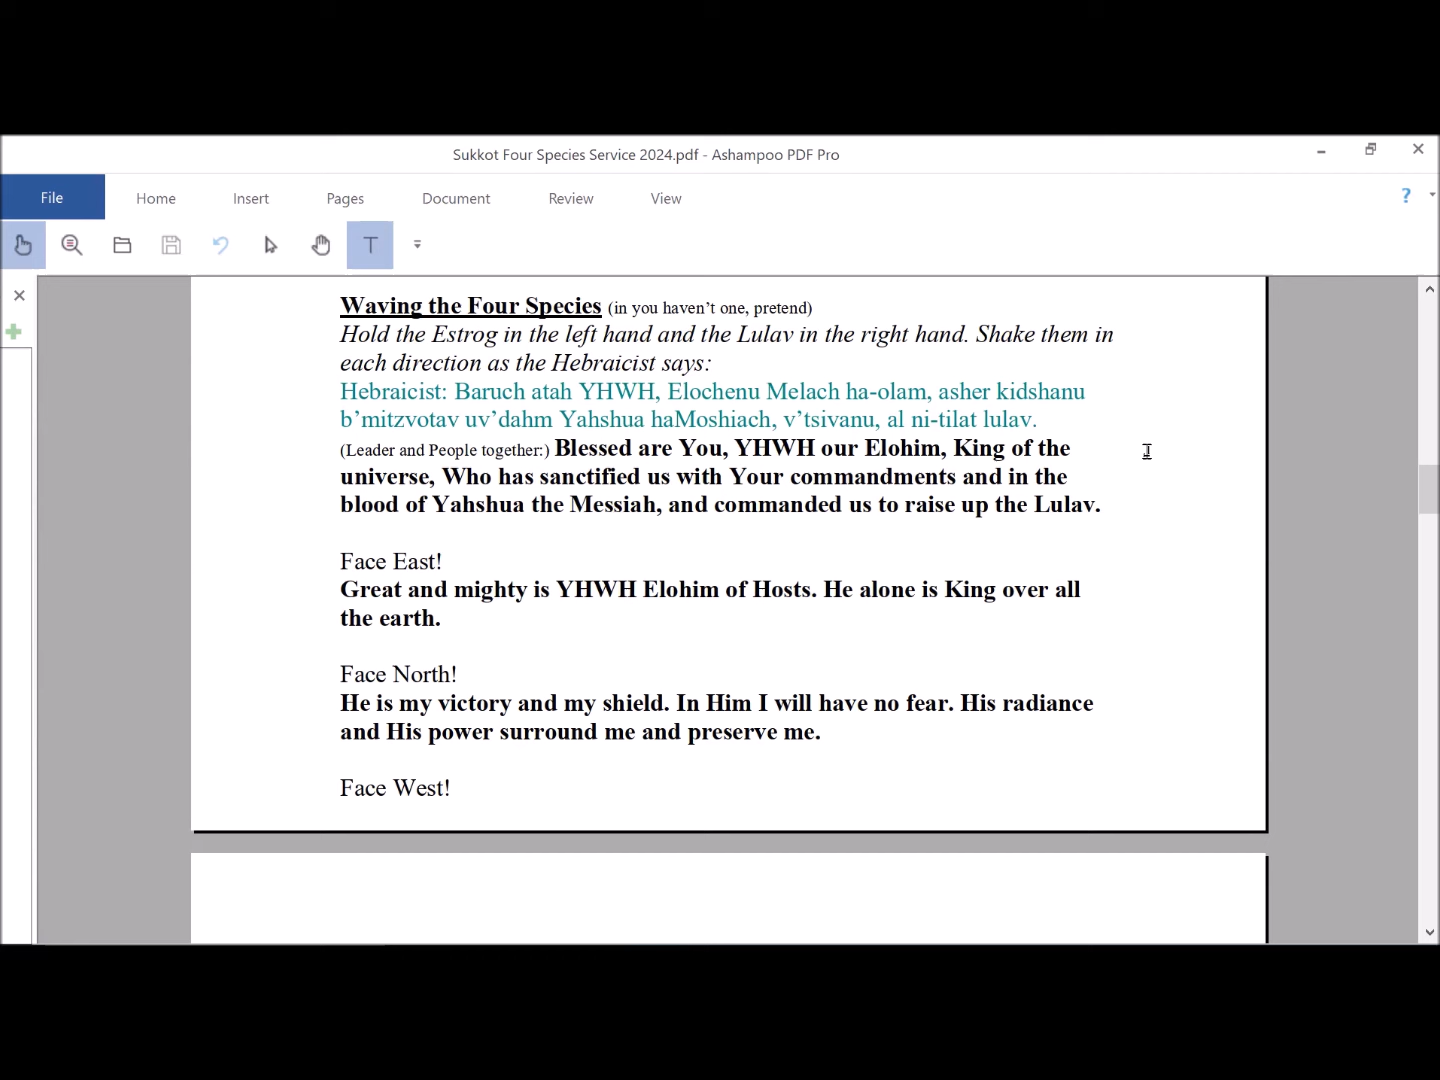 Sukkot Four Species Service 2024.pdf - Ashampoo PDF Pro
File Home Insert Pages Document Review View
Waving the Four Species (in you haven’t one, pretend)
Hold the Estrog in the left hand and the Lulav in the right hand. Shake them in
each direction as the Hebraicist says:
Hebraicist: Baruch atah YHWH, Elochenu Melach ha-olam, asher kidshanu
b’mitzvotav uv’dahm Yahshua haMoshiach, v’tsivanu, al ni-tilat lulav.
(Leader and People together:) Blessed are You, YHWH our Elohim, King of the
universe, Who has sanctified us with Your commandments and in the
blood of Yahshua the Messiah, and commanded us to raise up the Lulav.
Face East!
Great and mighty is YHWH Elohim of Hosts. He alone is King over all
the earth.
Face North!
He is my victory and my shield. In Him I will have no fear. His radiance
and His power surround me and preserve me.
Face West!